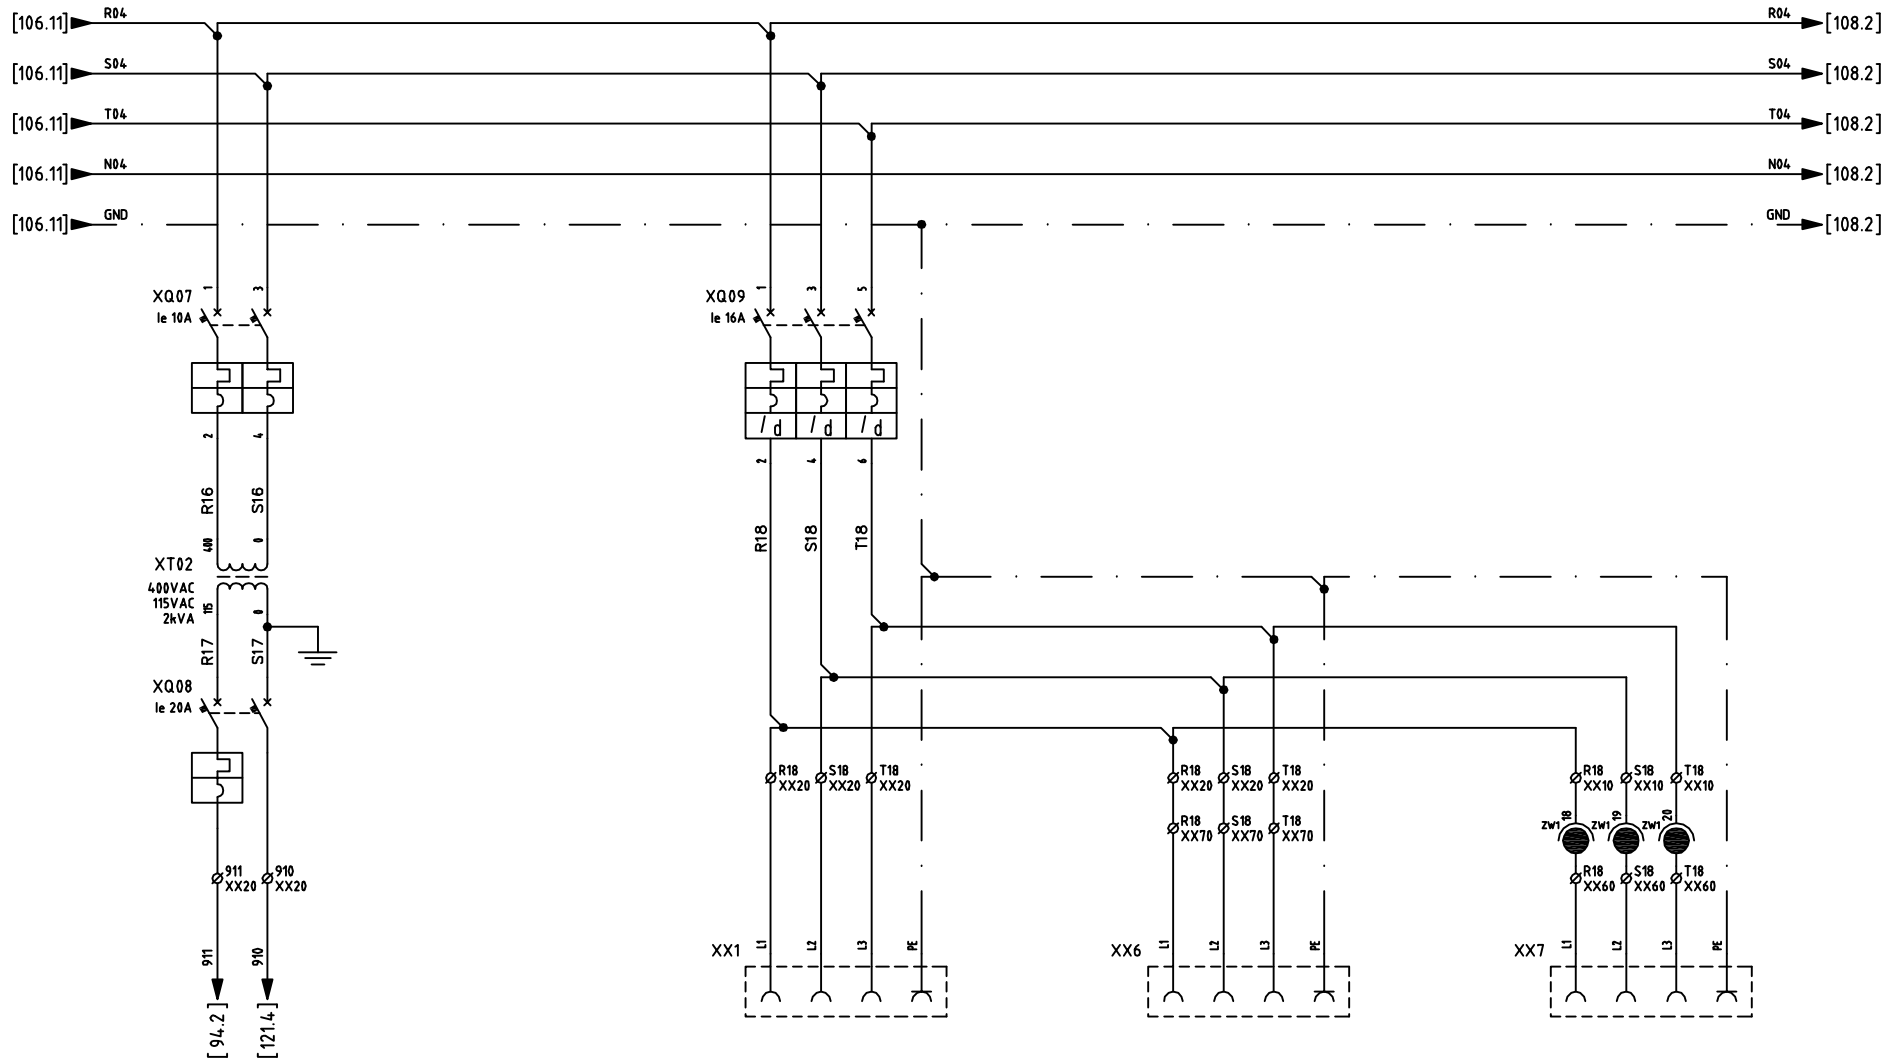 [106.11] R04 R04 [108.2]
[106.11] S04 S04 [108.2]
[106.11] T04 T04 [108.2]
[106.11] N04 N04 [108.2]
[106.11] GND GND [108.2]
1 3 1 3 5
XQ07 XQ09
Ie 10A Ie 16A
/d /d /d
2 4 2 4 6
R16 S16 R18 S18 T18
400 0
XT02
400VAC
115VAC
2kVA
115 0
R17 S17
XQ08
Ie 20A
R18 S18 T18 R18 S18 T18 R18 S18 T18
XX20 XX20 XX20 XX20 XX20 XX20 XX10 XX10 XX10
18 19 20
R18 S18 T18 ZW1 ZW1 ZW1
XX70 XX70 XX70
911 910 R18 S18 T18
XX20 XX20 XX60 XX60 XX60
911 910 XX1 L1 L2 L3 PE XX6 L1 L2 L3 PE XX7 L1 L2 L3 PE
[94.2] [121.4]